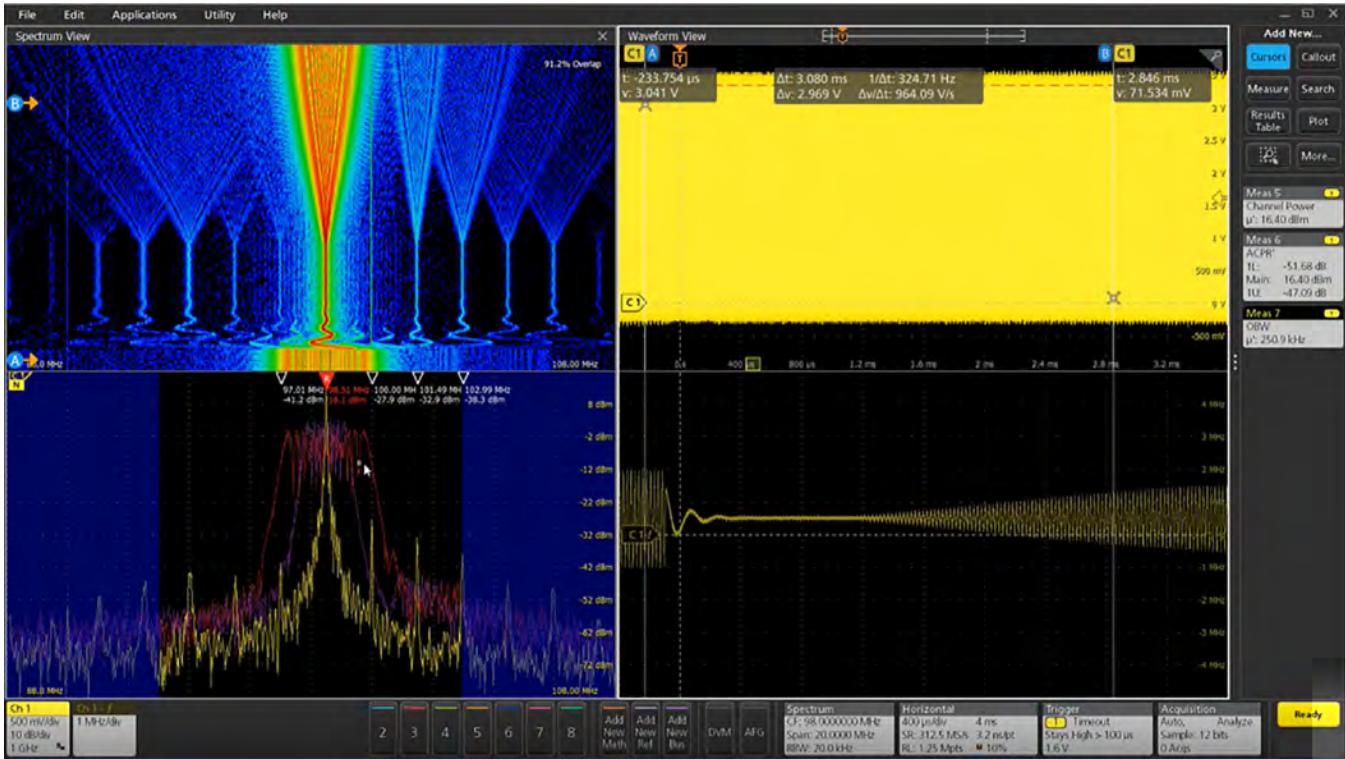 File Edit Applications Utility Help
Spectrum View
91.2% Overlap
B
A
108.00 MHz
97.01 MHz 100.00 MH 101.49 MH 102.99 MHz
-41.2 dBm -27.9 dBm -32.9 dBm -38.3 dBm
N
8 dBm
-2 dBm
-12 dBm
-22 dBm
-32 dBm
-42 dBm
-52 dBm
-62 dBm
-72 dBm
88.0 MHz
108.00 MHz
Waveform View
C1 A
T
B C1
t: -233.754 µs
v: 3.041 V
Δt: 3.080 ms 1/Δt: 324.71 Hz
Δv: 2.969 V Δv/Δt: 964.09 V/s
t: 2.846 ms
v: 71.534 mV
3 V
2.5 V
2 V
1.5 V
1 V
500 mV
0 V
-500 mV
C1
0 s 400 µs 800 µs 1.2 ms 1.6 ms 2 ms 2.4 ms 2.8 ms 3.2 ms
4 MHz
3 MHz
2 MHz
-1 MHz
-2 MHz
-3 MHz
-4 MHz
C1 f
Add New...
Cursors Callout
Measure Search
Results Table Plot
More...
Meas 5 1
Channel Power
µ': 16.40 dBm
Meas 6 1
ACPR'
1L: -51.68 dB
Main: 16.40 dBm
1U: -47.09 dB
Meas 7 1
OBW
µ': 250.9 kHz
Ch 1
500 mV/div
10 dB/div
1 GHz
Ch 1 - f
1 MHz/div
2 3 4 5 6 7 8
Add New Math
Add New Ref
Add New Bus
DVM
AFG
Spectrum
CF: 98.0000000 MHz
Span: 20.0000 MHz
RBW: 20.0 kHz
Horizontal
400 µs/div 4 ms
SR: 312.5 MS/s 3.2 ns/pt
RL: 1.25 Mpts 10%
Trigger
1 Timeout
Stays High > 100 µs
1.6 V
Acquisition
Auto, Analyze
Sample: 12 bits
0 Acqs
Ready